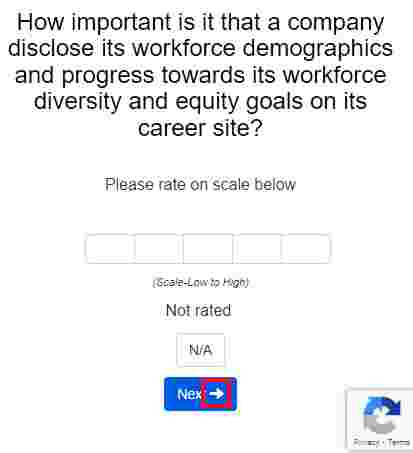 How important is it that a company
disclose its workforce demographics
and progress towards its workforce
diversity and equity goals on its
career site?
Please rate on scale below
(Scale-Low to High)
Not rated
N/A
Next
Privacy - Terms